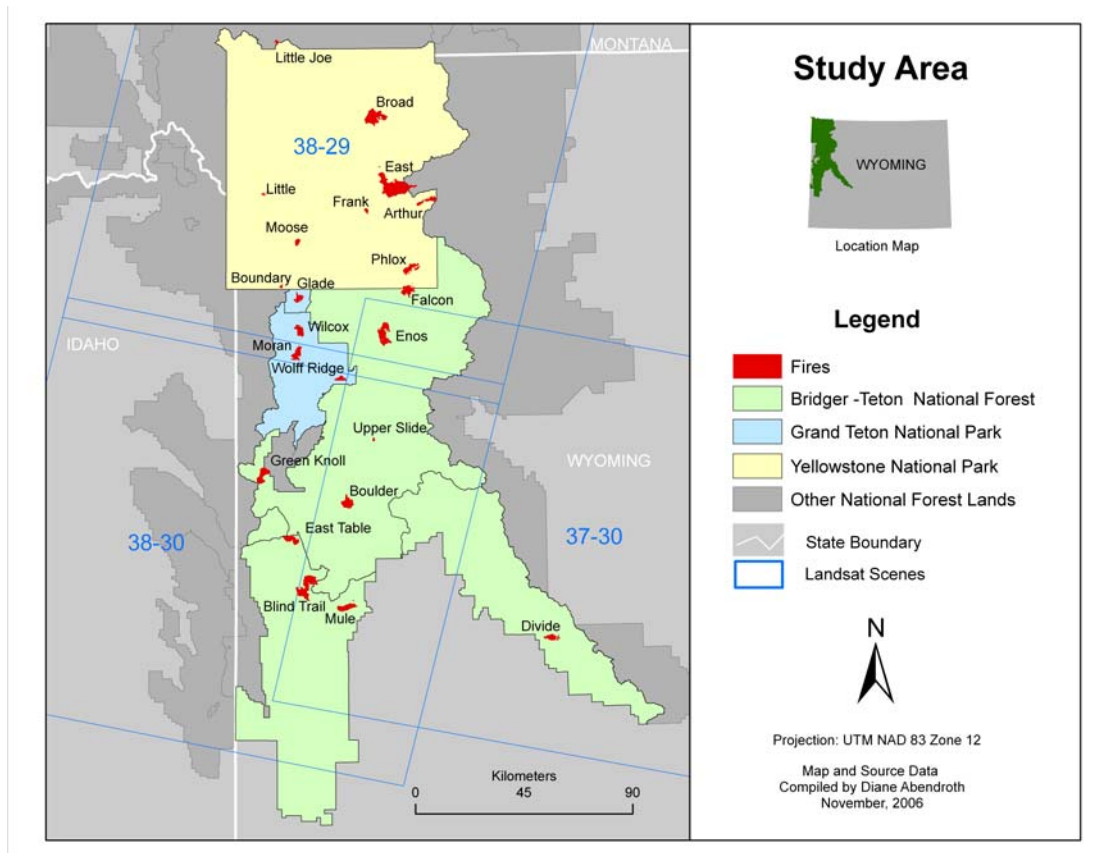 MONTANA
Little Joe
Broad
38-29
East
Little
Frank
Arthur
Moose
Phlox
Boundary
Glade
Falcon
Wilcox
Enos
IDAHO
Moran
Wolff Ridge
Upper Slide
WYOMING
Green Knoll
Boulder
38-30
East Table
37-30
Blind Trail
Mule
Divide
Kilometers
0 45 90
Study Area
WYOMING
Location Map
Legend
Fires
Bridger -Teton National Forest
Grand Teton National Park
Yellowstone National Park
Other National Forest Lands
State Boundary
Landsat Scenes
N
Projection: UTM NAD 83 Zone 12
Map and Source Data
Compiled by Diane Abendroth
November, 2006